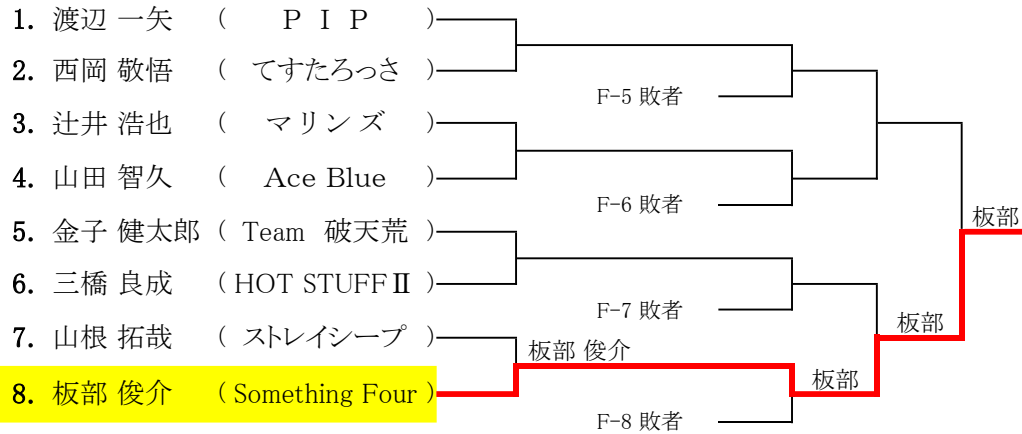 1. 渡辺 一矢 ( P I P )
2. 西岡 敬悟 ( てすたろっさ )
F-5 敗者
3. 辻井 浩也 ( マリンズ )
4. 山田 智久 ( Ace Blue )
F-6 敗者
5. 金子 健太郎 ( Team 破天荒 )
板部
6. 三橋 良成 ( HOT STUFFⅡ )
F-7 敗者
7. 山根 拓哉 ( ストレイシープ )
板部
板部 俊介
8. 板部 俊介 ( Something Four )
板部
F-8 敗者